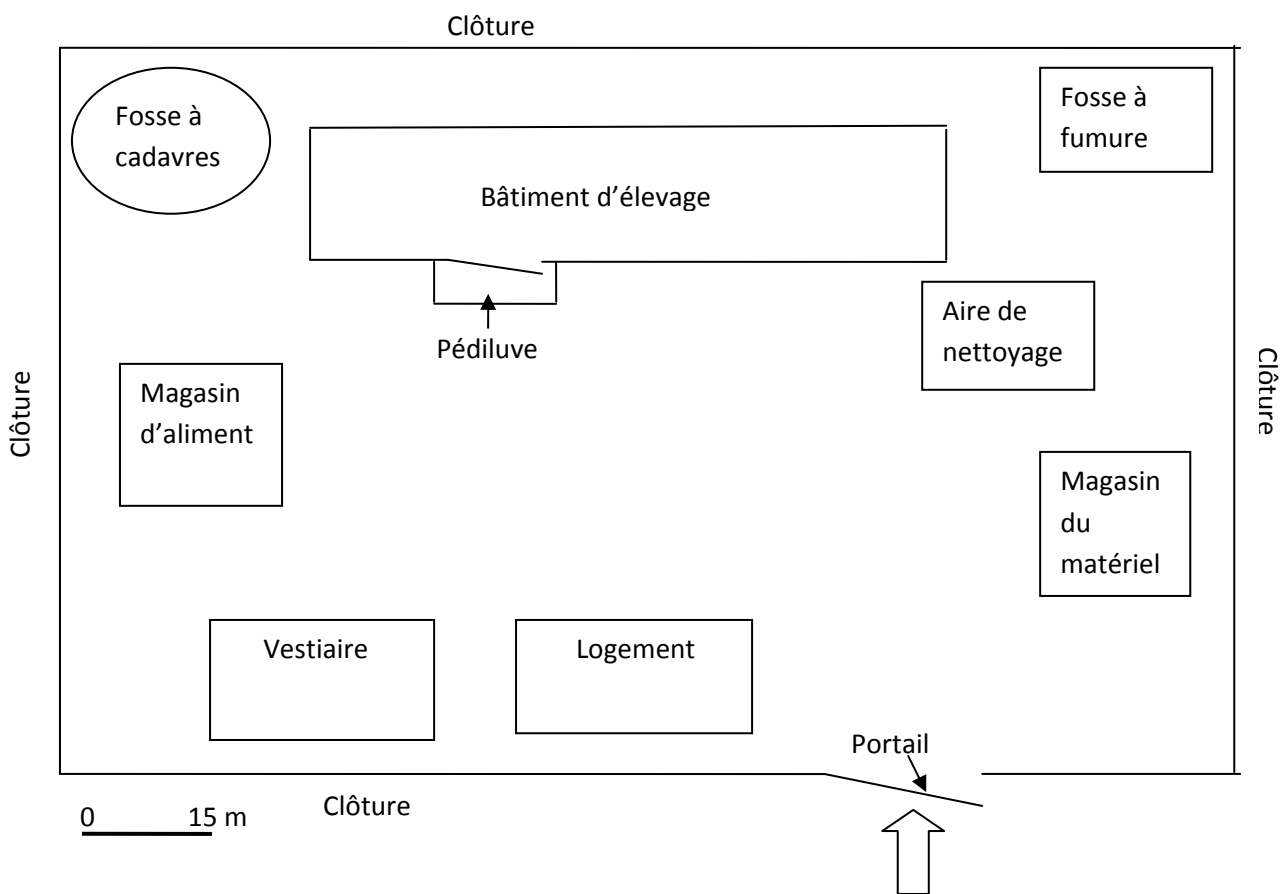 Clôture
Fosse à
cadavres
Fosse à
fumure
Bâtiment d'élevage
Pédiluve
Aire de
nettoyage
Clôture
Clôture
Magasin
d'aliment
Magasin
du
matériel
Vestiaire
Logement
Portail
Clôture
0 15 m